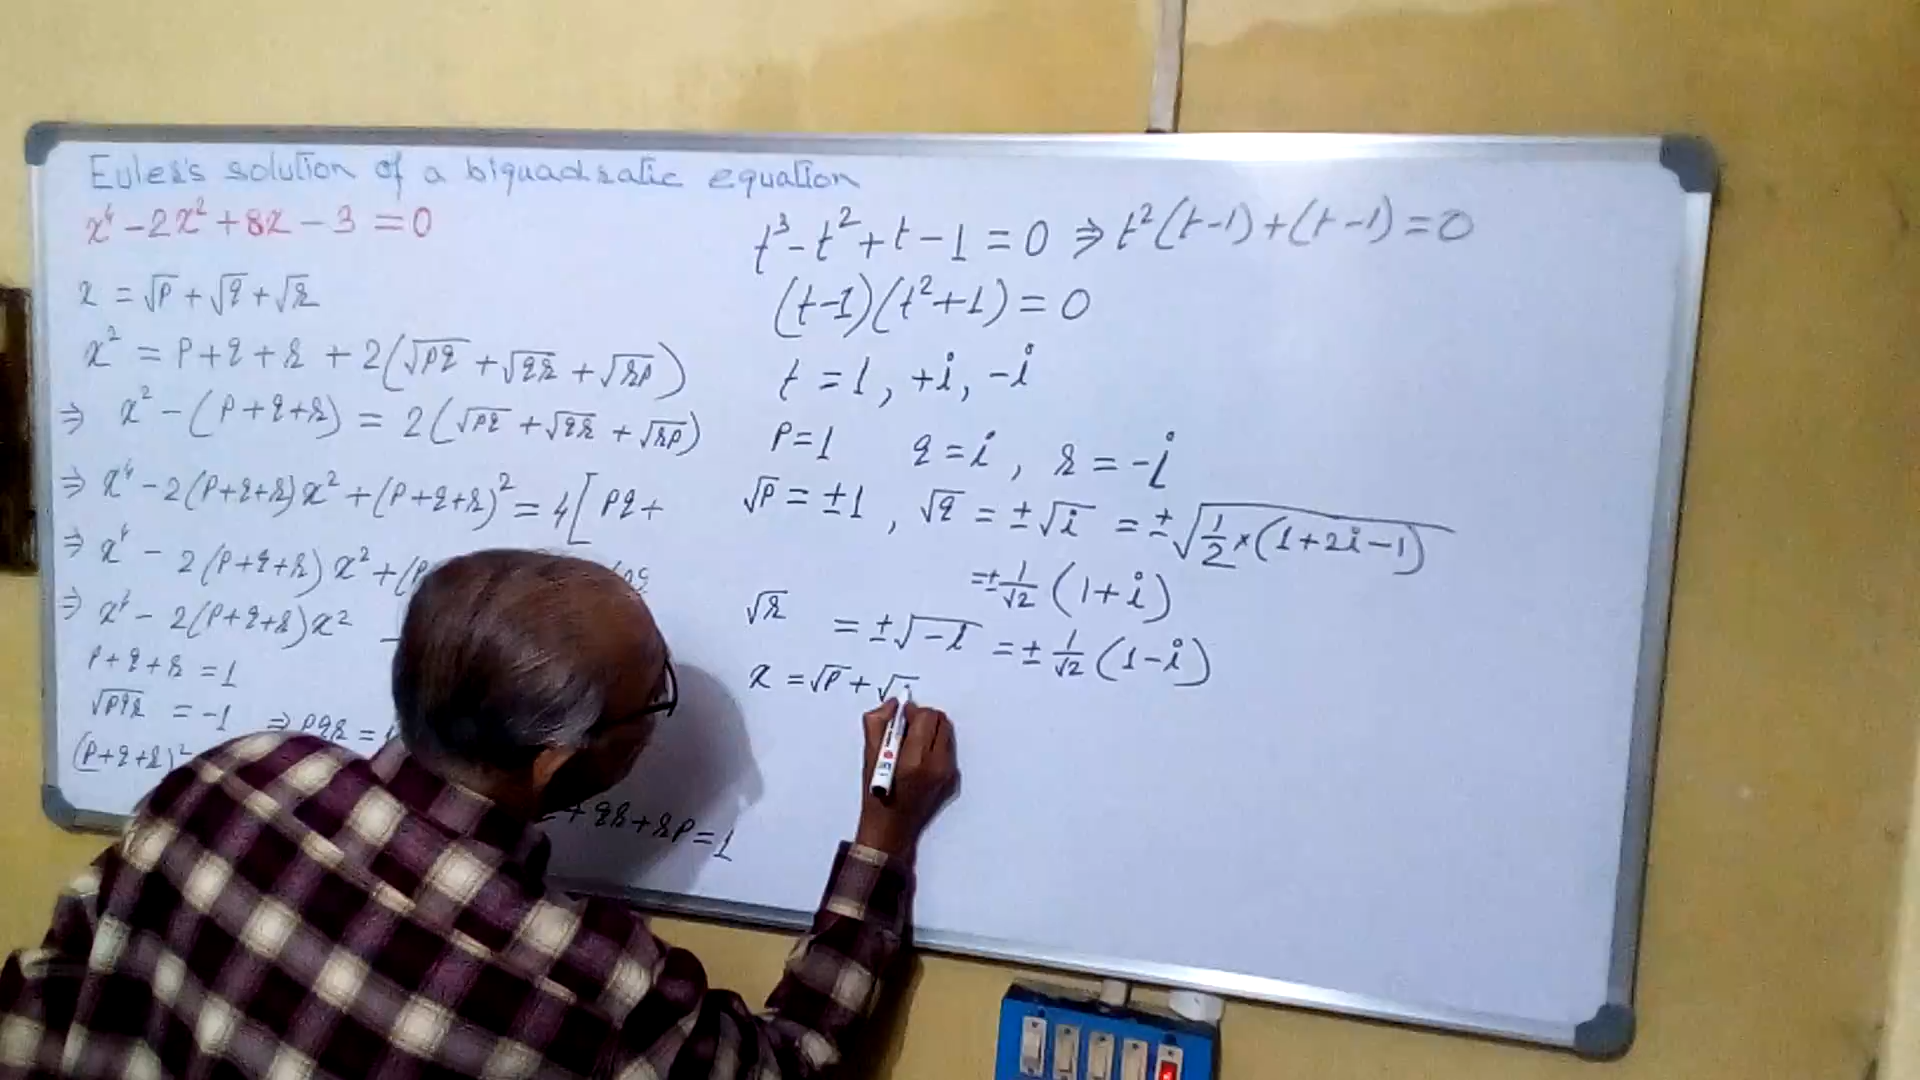 Euler's solution of a biquadratic equation
x⁴ - 2x² + 8x - 3 = 0
x = √p + √q + √r
x² = p + q + r + 2(√pq + √qr + √rp)
⇒ x² - (p+q+r) = 2(√pq + √qr + √rp)
⇒ x⁴ - 2(p+q+r)x² + (p+q+r)² = 4[pq +
⇒ x⁴ - 2(p+q+r)x² + (p
⇒ x⁴ - 2(p+q+r)x² -
p + q + r = 1
√pqr = -1 ⇒ pqr = 1
(p+q+r)²
+ qr + rp = 1
t³ - t² + t - 1 = 0 ⇒ t²(t-1) + (t-1) = 0
(t-1)(t²+1) = 0
t = 1, +i, -i
p = 1 q = i, r = -i
√p = ±1, √q = ±√i = ±√(1/2 × (1+2i-1))
= ± 1/√2 (1+i)
√r = ±√-i = ± 1/√2 (1-i)
x = √p + √